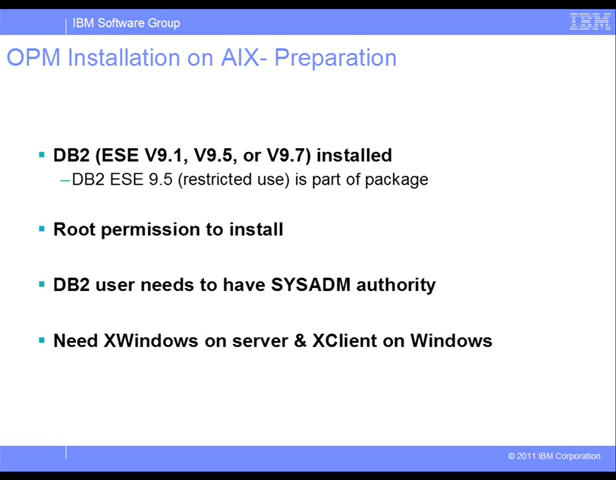 IBM Software Group
IBM
OPM Installation on AIX- Preparation
DB2 (ESE V9.1, V9.5, or V9.7) installed
–DB2 ESE 9.5 (restricted use) is part of package
Root permission to install
DB2 user needs to have SYSADM authority
Need XWindows on server & XClient on Windows
© 2011 IBM Corporation